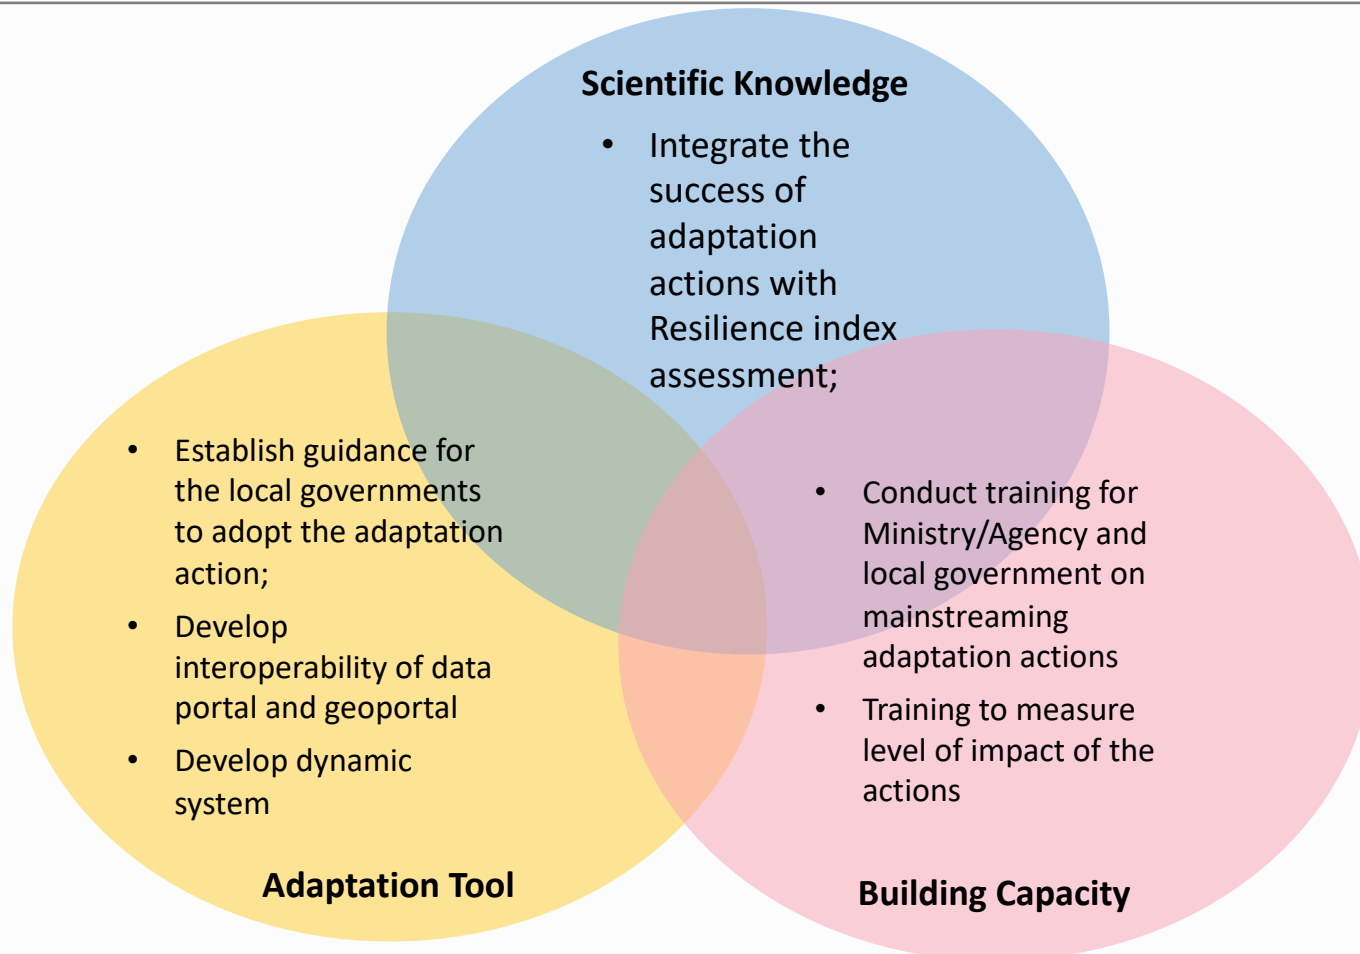 Scientific Knowledge
• Integrate the
success of
adaptation
actions with
Resilience index
assessment;
• Establish guidance for
the local governments
to adopt the adaptation
action;
• Develop
interoperability of data
portal and geoportal
• Develop dynamic
system
Adaptation Tool
• Conduct training for
Ministry/Agency and
local government on
mainstreaming
adaptation actions
• Training to measure
level of impact of the
actions
Building Capacity